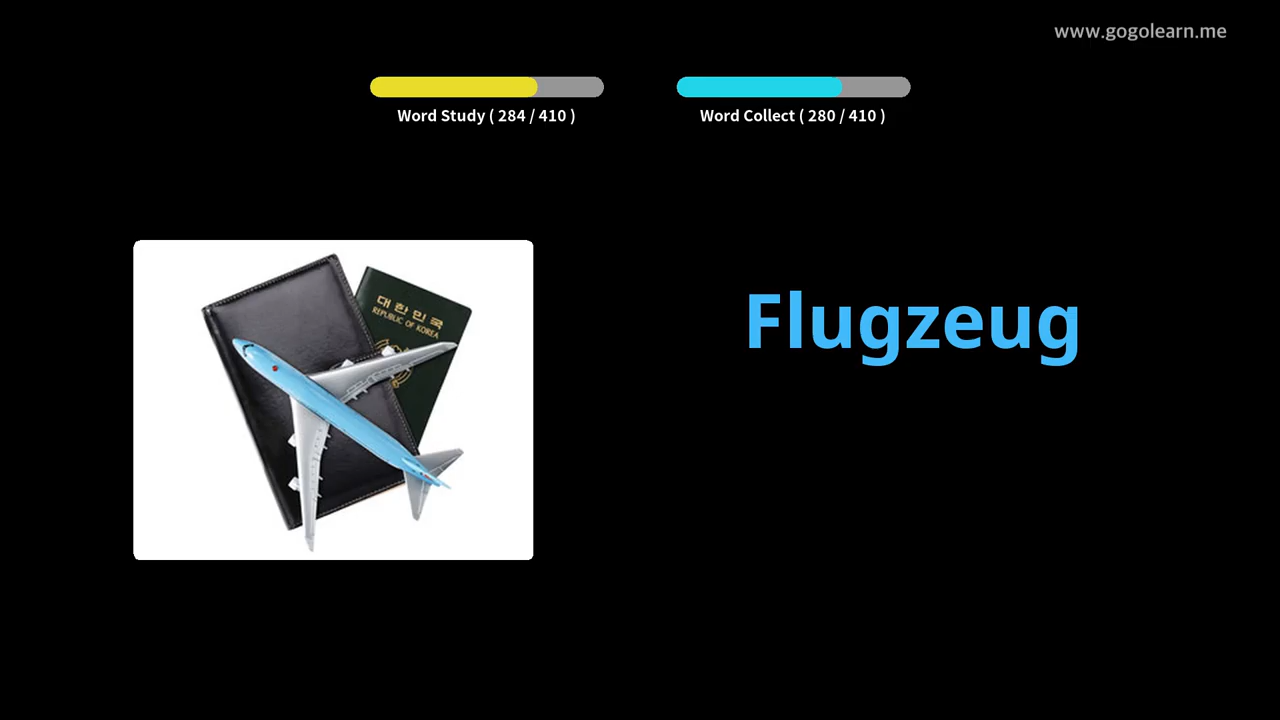 www.gogolearn.me
Word Study ( 284 / 410 )
Word Collect ( 280 / 410 )
대한민국
REPUBLIC OF KOREA
Flugzeug